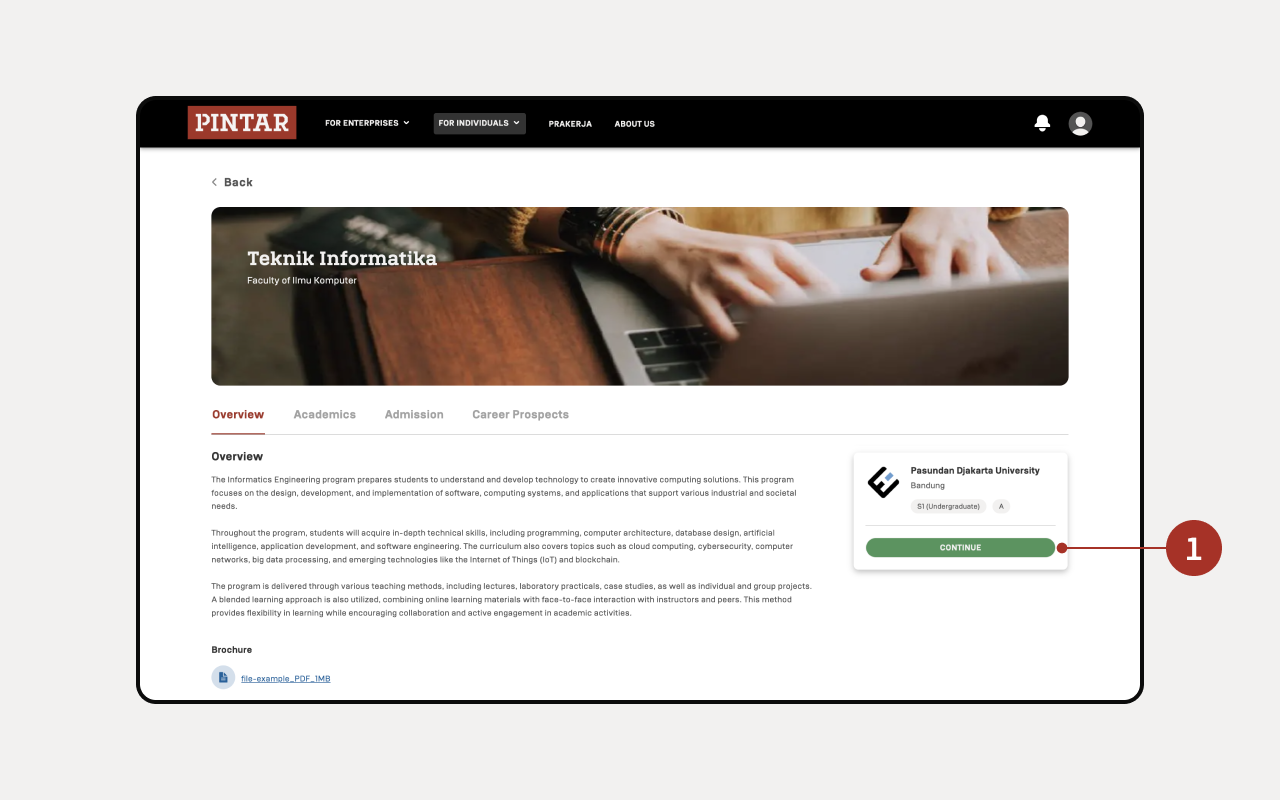 PINTAR
FOR ENTERPRISES
FOR INDIVIDUALS
PRAKERJA
ABOUT US
Back
Teknik Informatika
Faculty of Ilmu Komputer
Overview
Academics
Admission
Career Prospects
Overview
The Informatics Engineering program prepares students to understand and develop technology to create innovative computing solutions. This program
focuses on the design, development, and implementation of software, computing systems, and applications that support various industrial and societal
needs.
Throughout the program, students will acquire in-depth technical skills, including programming, computer architecture, database design, artificial
intelligence, application development, and software engineering. The curriculum also covers topics such as cloud computing, cybersecurity, computer
networks, big data processing, and emerging technologies like the Internet of Things (IoT) and blockchain.
The program is delivered through various teaching methods, including lectures, laboratory practicals, case studies, as well as individual and group projects.
A blended learning approach is also utilized, combining online learning materials with face-to-face interaction with instructors and peers. This method
provides flexibility in learning while encouraging collaboration and active engagement in academic activities.
Brochure
file-example_PDF_1MB
Pasundan Djakarta University
Bandung
S1 (Undergraduate)
A
CONTINUE
1